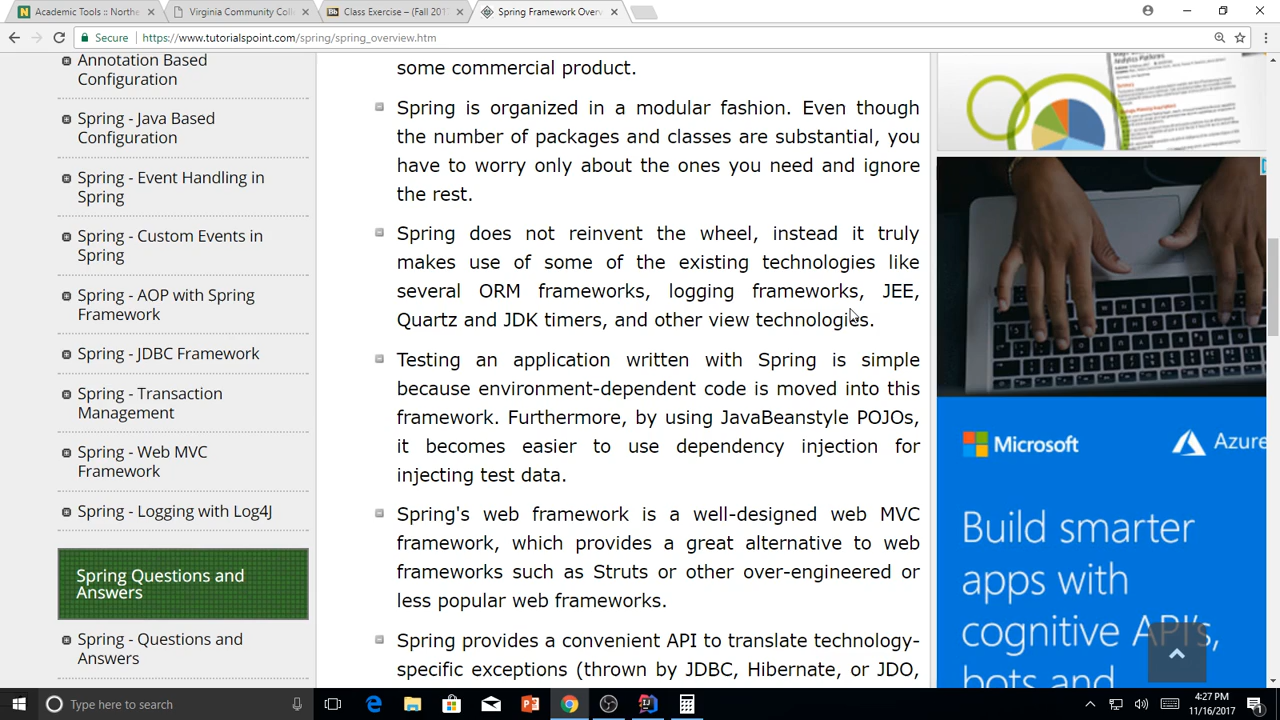 Academic Tools :: Northe
Virginia Community Coll
Bb
Class Exercise – (Fall 201
Spring Framework Over
Secure
https://www.tutorialspoint.com/spring/spring_overview.htm
Annotation Based
Configuration
Spring - Java Based
Configuration
Spring - Event Handling in
Spring
Spring - Custom Events in
Spring
Spring - AOP with Spring
Framework
Spring - JDBC Framework
Spring - Transaction
Management
Spring - Web MVC
Framework
Spring - Logging with Log4J
Spring Questions and
Answers
Spring - Questions and
Answers
some commercial product.
Spring is organized in a modular fashion. Even though
the number of packages and classes are substantial, you
have to worry only about the ones you need and ignore
the rest.
Spring does not reinvent the wheel, instead it truly
makes use of some of the existing technologies like
several ORM frameworks, logging frameworks, JEE,
Quartz and JDK timers, and other view technologies.
Testing an application written with Spring is simple
because environment-dependent code is moved into this
framework. Furthermore, by using JavaBeanstyle POJOs,
it becomes easier to use dependency injection for
injecting test data.
Spring's web framework is a well-designed web MVC
framework, which provides a great alternative to web
frameworks such as Struts or other over-engineered or
less popular web frameworks.
Spring provides a convenient API to translate technology-
specific exceptions (thrown by JDBC, Hibernate, or JDO,
Microsoft
Azure
Build smarter
apps with
cognitive API's,
bots and
Type here to search
4:27 PM
11/16/2017